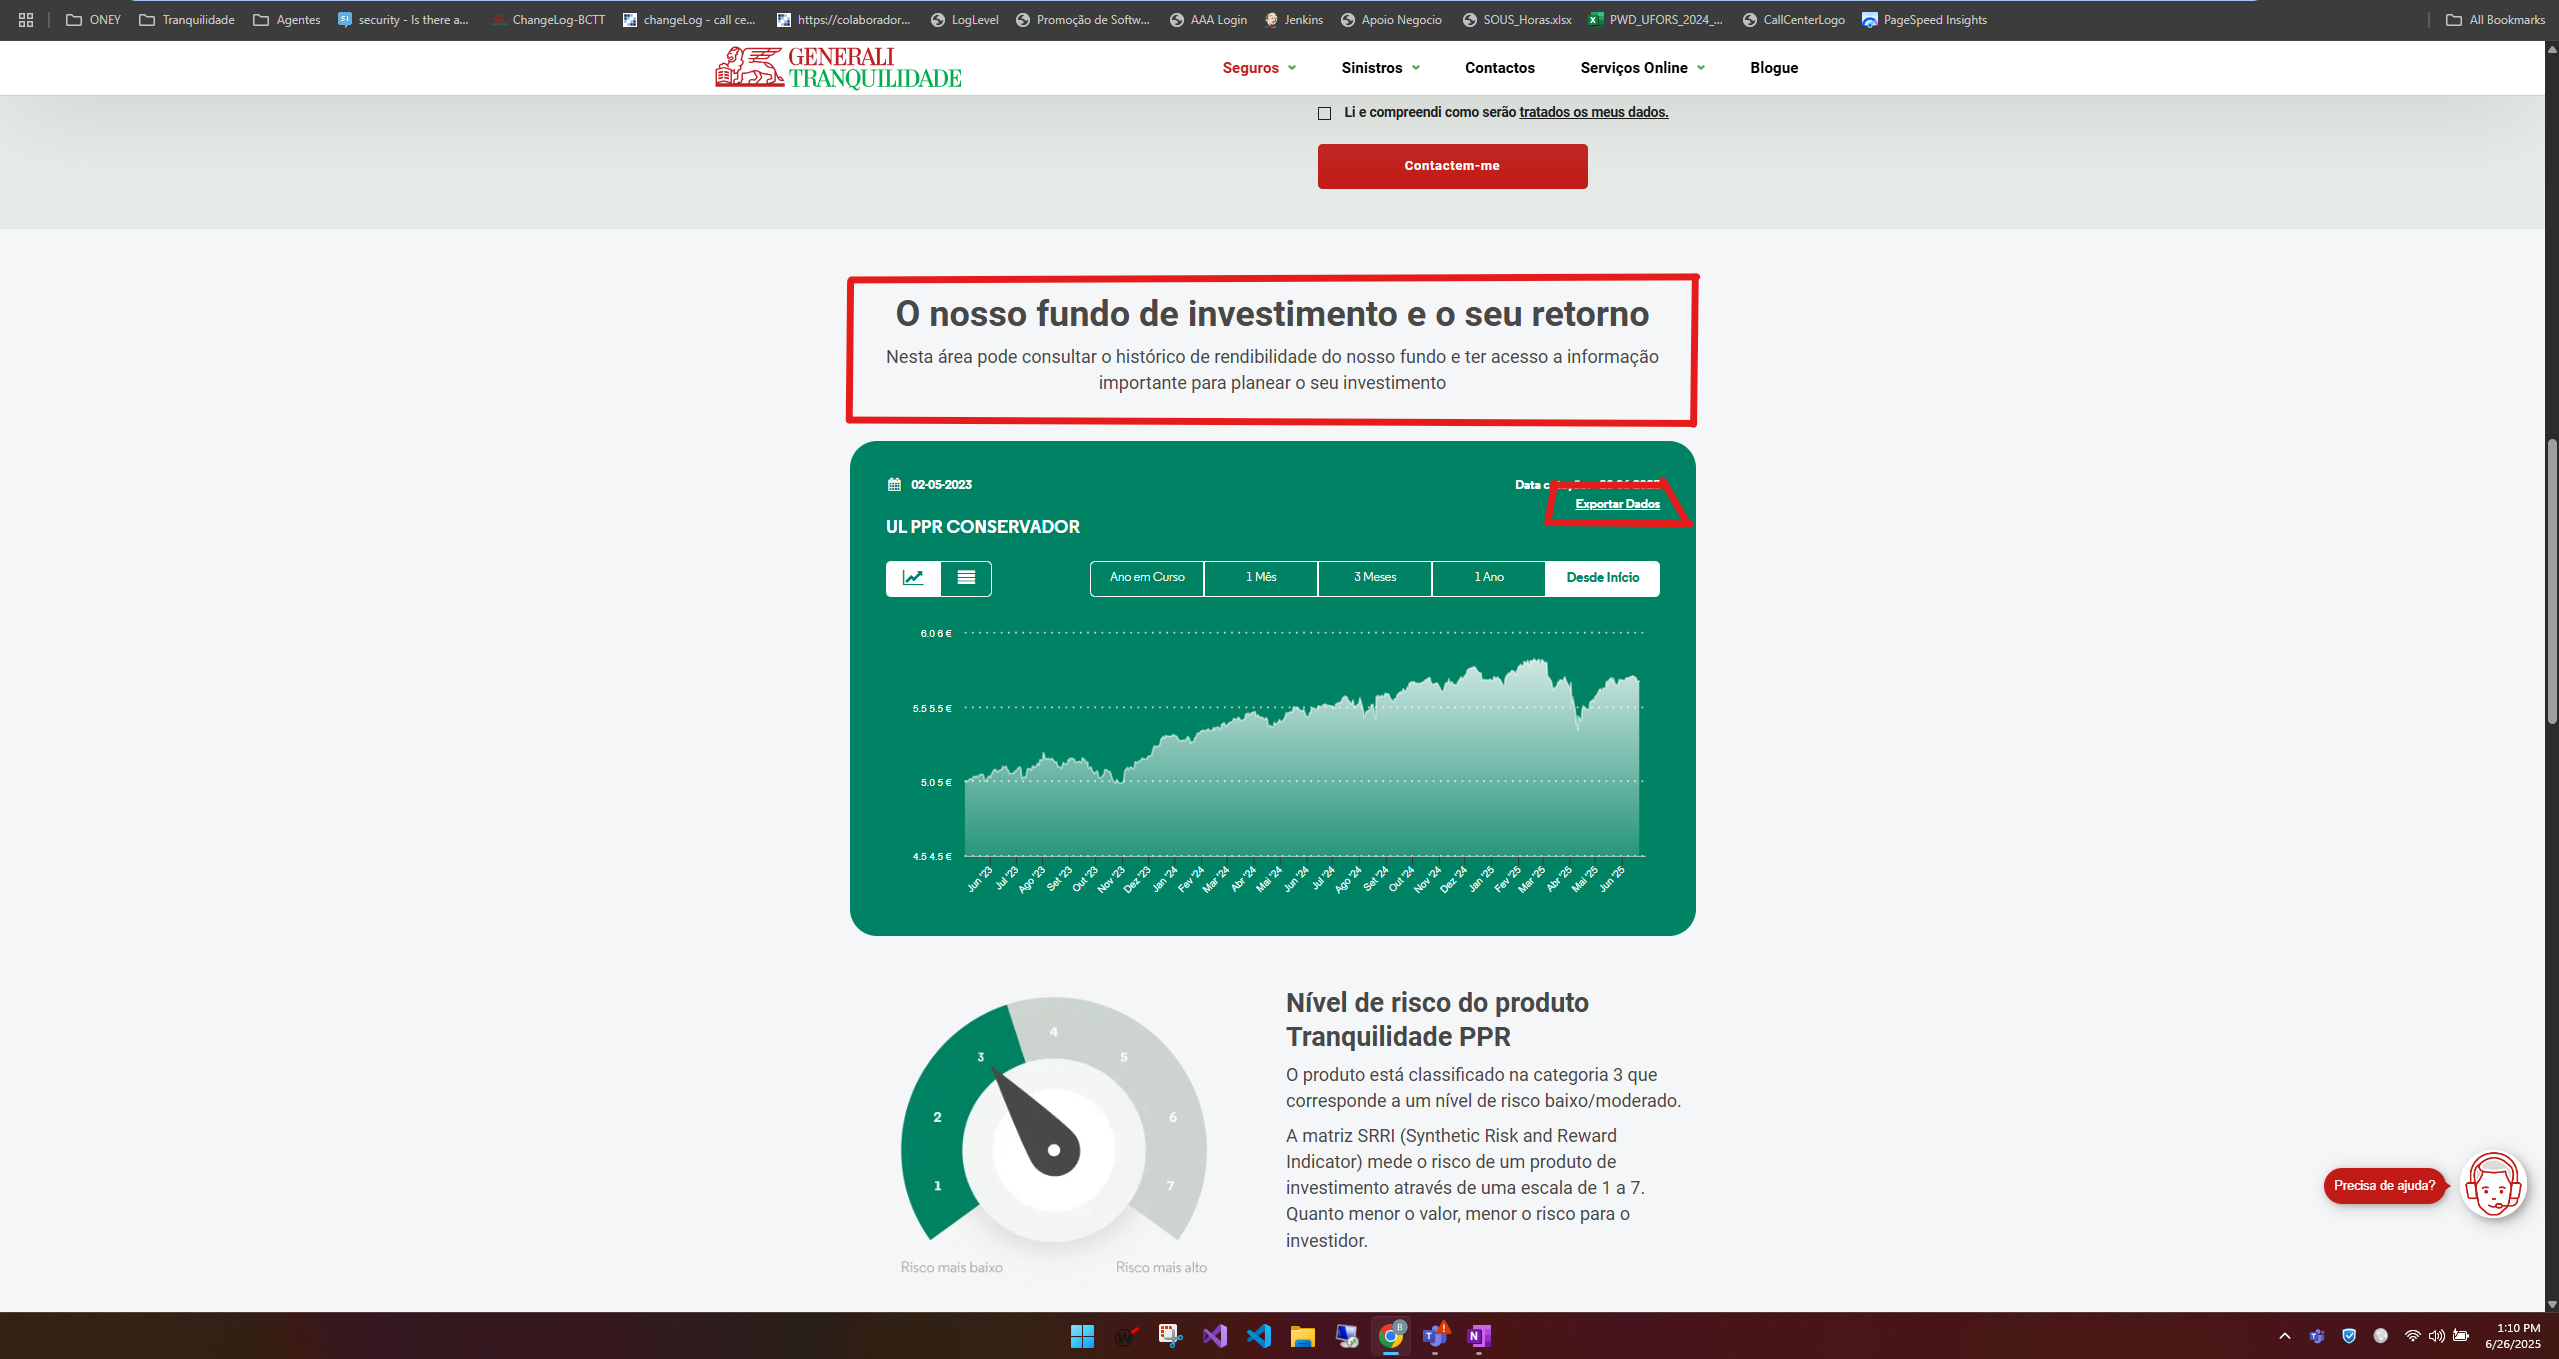 ONEY
Tranquilidade
Agentes
security - Is there a...
ChangeLog-BCTT
changeLog - call ce...
https://colaborador...
LogLevel
Promoção de Softw...
AAA Login
Jenkins
Apoio Negocio
SOUS_Horas.xlsx
PWD_UFORS_2024_...
CallCenterLogo
PageSpeed Insights
All Bookmarks
GENERALI
TRANQUILIDADE
Seguros
Sinistros
Contactos
Serviços Online
Blogue
Li e compreendi como serão tratados os meus dados.
Contactem-me
O nosso fundo de investimento e o seu retorno
Nesta área pode consultar o histórico de rendibilidade do nosso fundo e ter acesso a informação
importante para planear o seu investimento
02-05-2023
Data
Exportar Dados
UL PPR CONSERVADOR
Ano em Curso
1 Mês
3 Meses
1 Ano
Desde Início
6.0 6 €
5.5 5.5 €
5.0 5 €
4.5 4.5 €
Jun '23
Jul '23
Ago '23
Set '23
Out '23
Nov '23
Dez '23
Jan '24
Fev '24
Mar '24
Abr '24
Mai '24
Jun '24
Jul '24
Ago '24
Set '24
Out '24
Nov '24
Dez '24
Jan '25
Fev '25
Mar '25
Abr '25
Mai '25
Jun '25
1
2
3
4
5
6
7
Risco mais baixo
Risco mais alto
Nível de risco do produto
Tranquilidade PPR
O produto está classificado na categoria 3 que
corresponde a um nível de risco baixo/moderado.
A matriz SRRI (Synthetic Risk and Reward
Indicator) mede o risco de um produto de
investimento através de uma escala de 1 a 7.
Quanto menor o valor, menor o risco para o
investidor.
Precisa de ajuda?
1:10 PM
6/26/2025